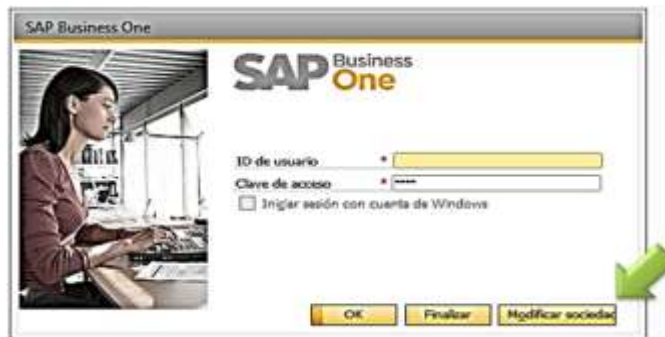 SAP Business One
SAP Business One
ID de usuario *
Clave de acceso * *****
Iniciar sesión con cuenta de Windows
OK Finalizar Modificar sociedad